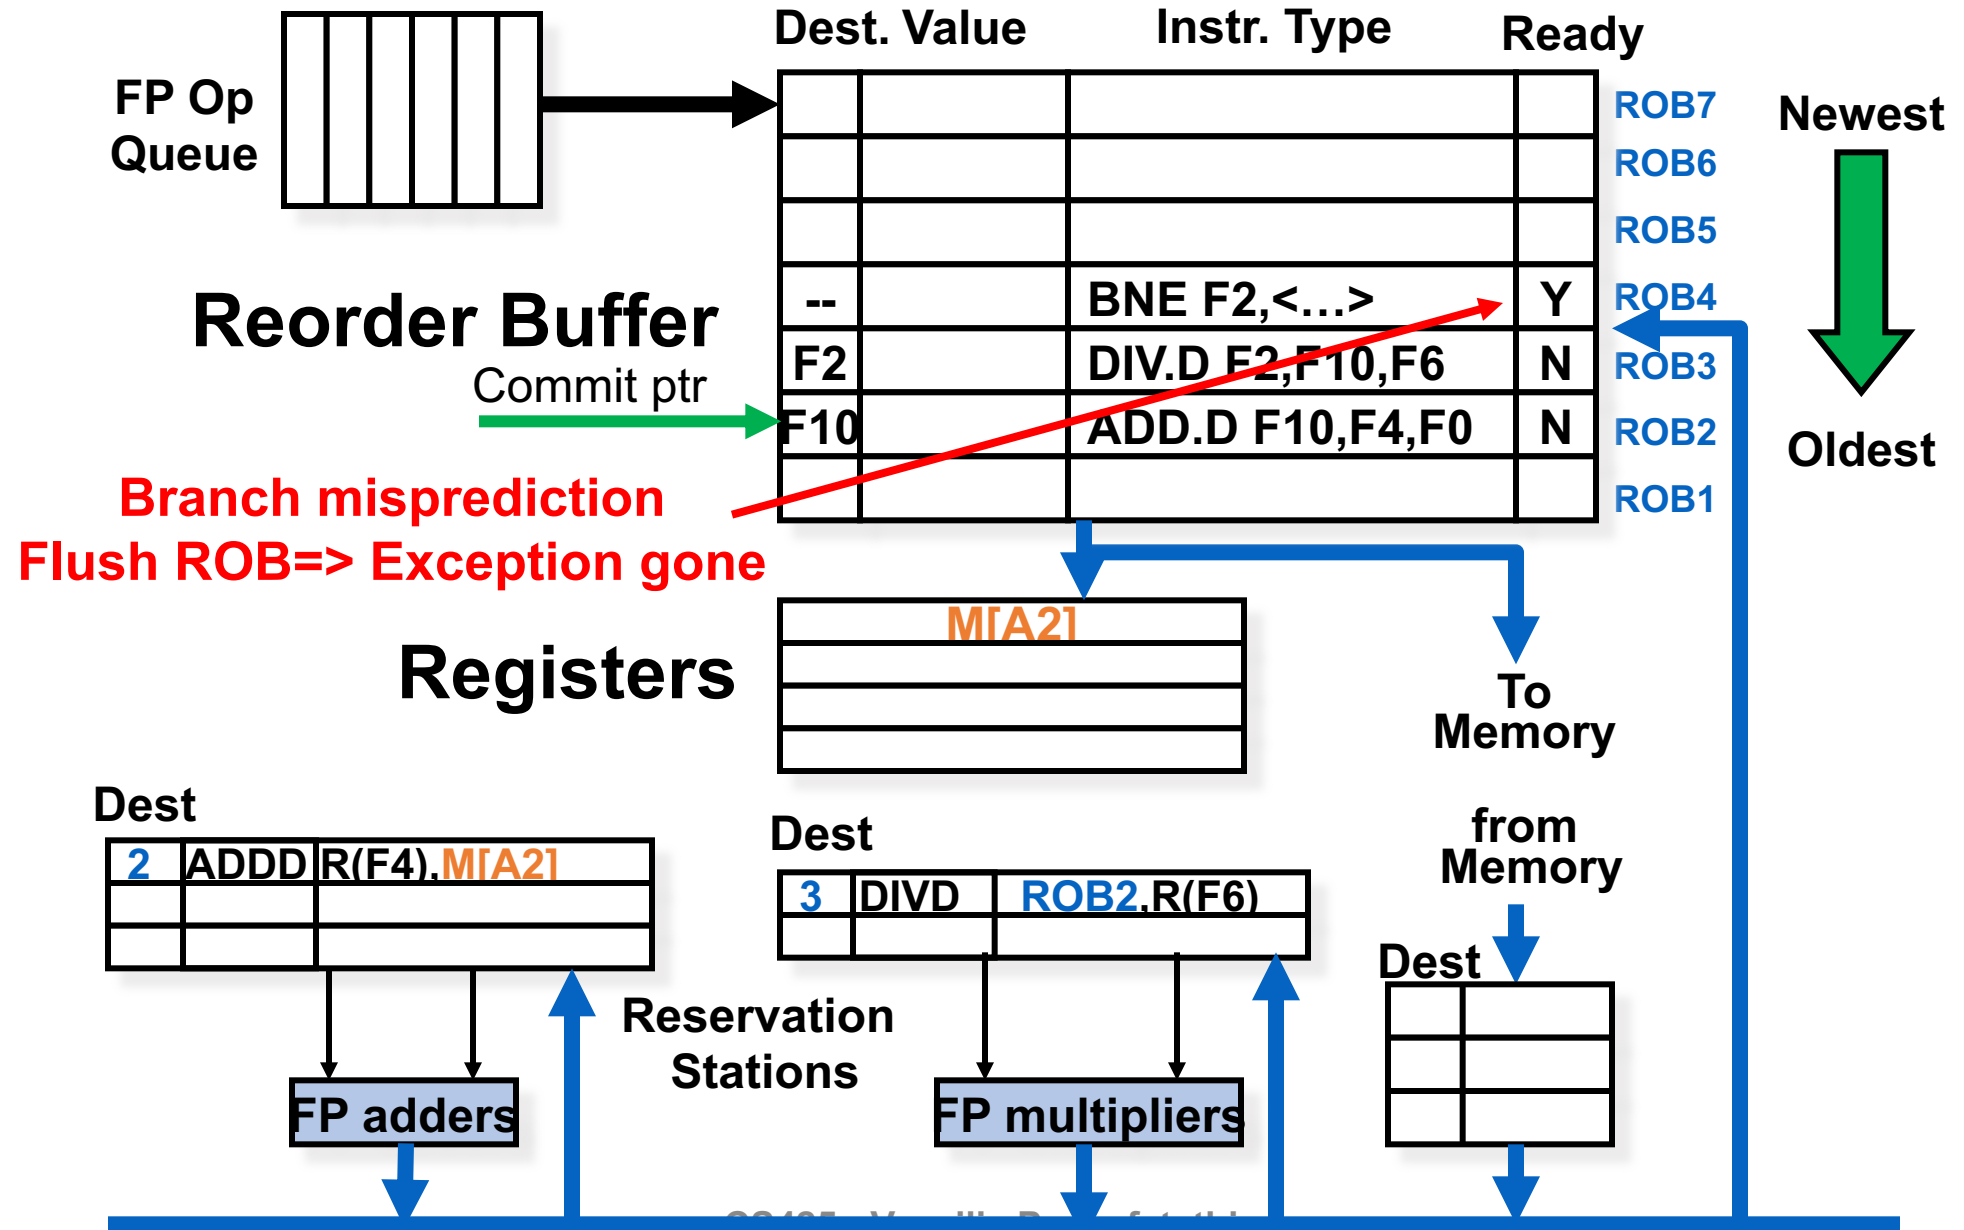 Dest. Value Instr. Type Ready
FP Op
Queue
ROB7
Newest
ROB6
ROB5
-- BNE F2,<...> Y ROB4
Reorder Buffer
F2 DIV.D F2,F10,F6 N ROB3
Commit ptr
F10 ADD.D F10,F4,F0 N ROB2
Oldest
ROB1
Branch misprediction
Flush ROB=> Exception gone
M[A2]
Registers
To
Memory
Dest
2 ADDD R(F4),M[A2]
Dest
3 DIVD ROB2,R(F6)
from
Memory
Dest
Reservation
Stations
FP adders
FP multipliers